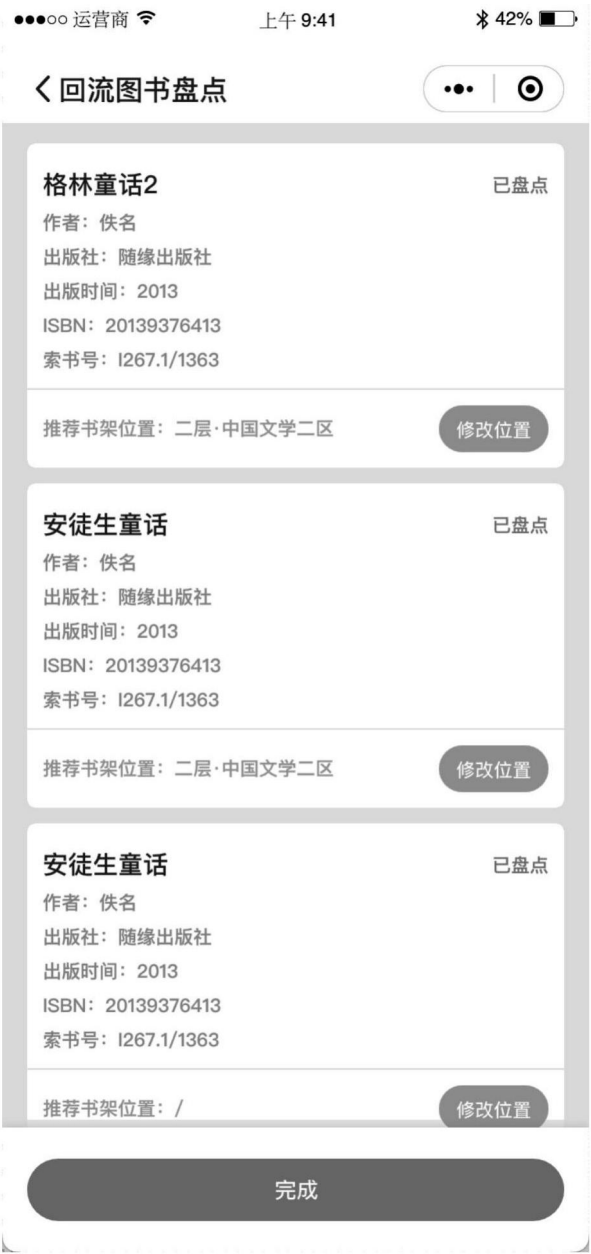 运营商 上午 9:41 42%
回流图书盘点
格林童话2 已盘点
作者：佚名
出版社：随缘出版社
出版时间：2013
ISBN：20139376413
索书号：I267.1/1363
推荐书架位置：二层·中国文学二区 修改位置
安徒生童话 已盘点
作者：佚名
出版社：随缘出版社
出版时间：2013
ISBN：20139376413
索书号：I267.1/1363
推荐书架位置：二层·中国文学二区 修改位置
安徒生童话 已盘点
作者：佚名
出版社：随缘出版社
出版时间：2013
ISBN：20139376413
索书号：I267.1/1363
推荐书架位置：/ 修改位置
完成